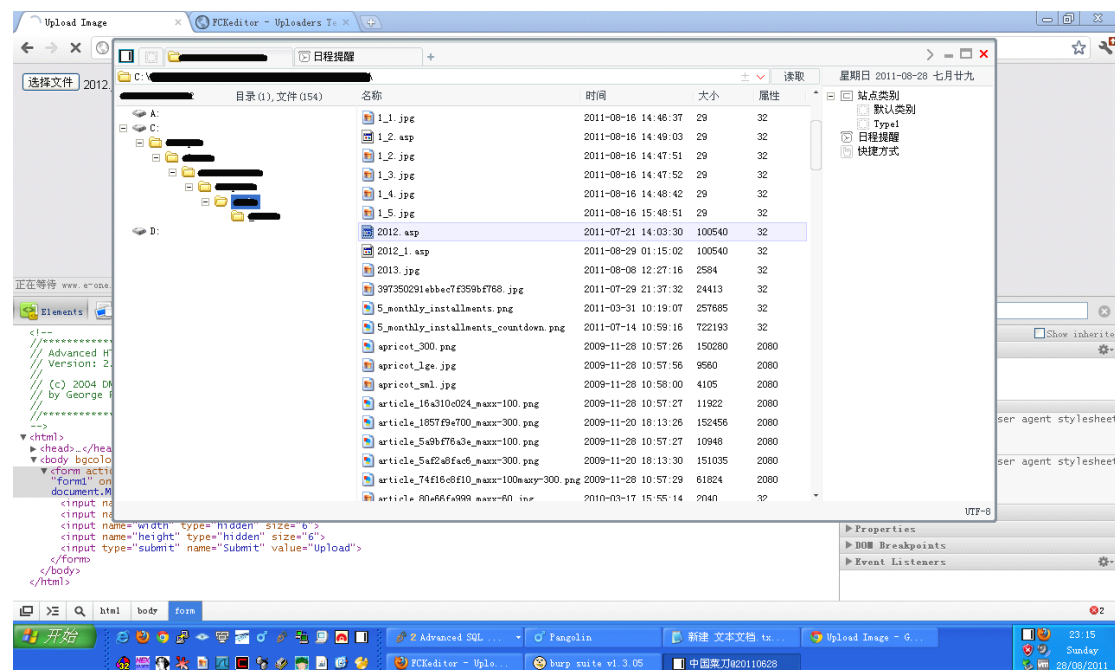 Upload Image
FCKeditor - Uploaders Te
选择文件 2012.
日程提醒
C:\
读取
星期日 2011-08-28 七月廿九
目录(1),文件(154)
名称 时间 大小 属性
A:
C:
D:
1_1.jpg 2011-08-16 14:46:37 29 32
1_2.asp 2011-08-16 14:49:03 29 32
1_2.jpg 2011-08-16 14:47:51 29 32
1_3.jpg 2011-08-16 14:47:52 29 32
1_4.jpg 2011-08-16 14:48:42 29 32
1_5.jpg 2011-08-16 15:48:51 29 32
2012.asp 2011-07-21 14:03:30 100540 32
2012_1.asp 2011-08-29 01:15:02 100540 32
2013.jpg 2011-08-08 12:27:16 2584 32
397350291ebbec7f359bf768.jpg 2011-07-29 21:37:32 24413 32
5_monthly_installments.png 2011-03-31 10:19:07 257685 32
5_monthly_installments_countdown.png 2011-07-14 10:59:16 722193 32
apricot_300.png 2009-11-28 10:57:26 150280 2080
apricot_lge.jpg 2009-11-28 10:57:56 9560 2080
apricot_sml.jpg 2009-11-28 10:58:00 4105 2080
article_16a310c024_maxx-100.png 2009-11-28 10:57:27 11922 2080
article_1857f9e700_maxx-300.png 2009-11-20 18:13:26 152456 2080
article_5a9bf76a3e_maxx-100.png 2009-11-28 10:57:27 10948 2080
article_5af2a8fac6_maxx-300.png 2009-11-20 18:13:30 151035 2080
article_74f16c8f10_maxx-100maxy-300.png 2009-11-28 10:57:29 61824 2080
article_80e66fa999_maxx-60.jpg 2010-03-17 15:55:14 2040 32
站点类别
默认类别
Type1
日程提醒
快捷方式
UTF-8
正在等待 www.e-one.
Elements
Show inherite
<!--
//************
// Advanced HT
// Version: 2.
//
// (c) 2004 DM
// by George P
//
//************
-->
<html>
<head>…</hea
<body bgcolo
<form acti
"form1" on
document.M
<input na
<input na
<input name="width" type="hidden" size="6">
<input name="height" type="hidden" size="6">
<input type="submit" name="Submit" value="Upload">
</form>
</body>
</html>
ser agent stylesheet
ser agent stylesheet
Properties
DOM Breakpoints
Event Listeners
html body form
2
开始
2 Advanced SQL ...
Pangolin
新建 文本文档.tx...
Upload Image - G...
FCKeditor - Uplo...
burp suite v1.3.05
中国菜刀@20110628
23:15
Sunday
28/08/2011